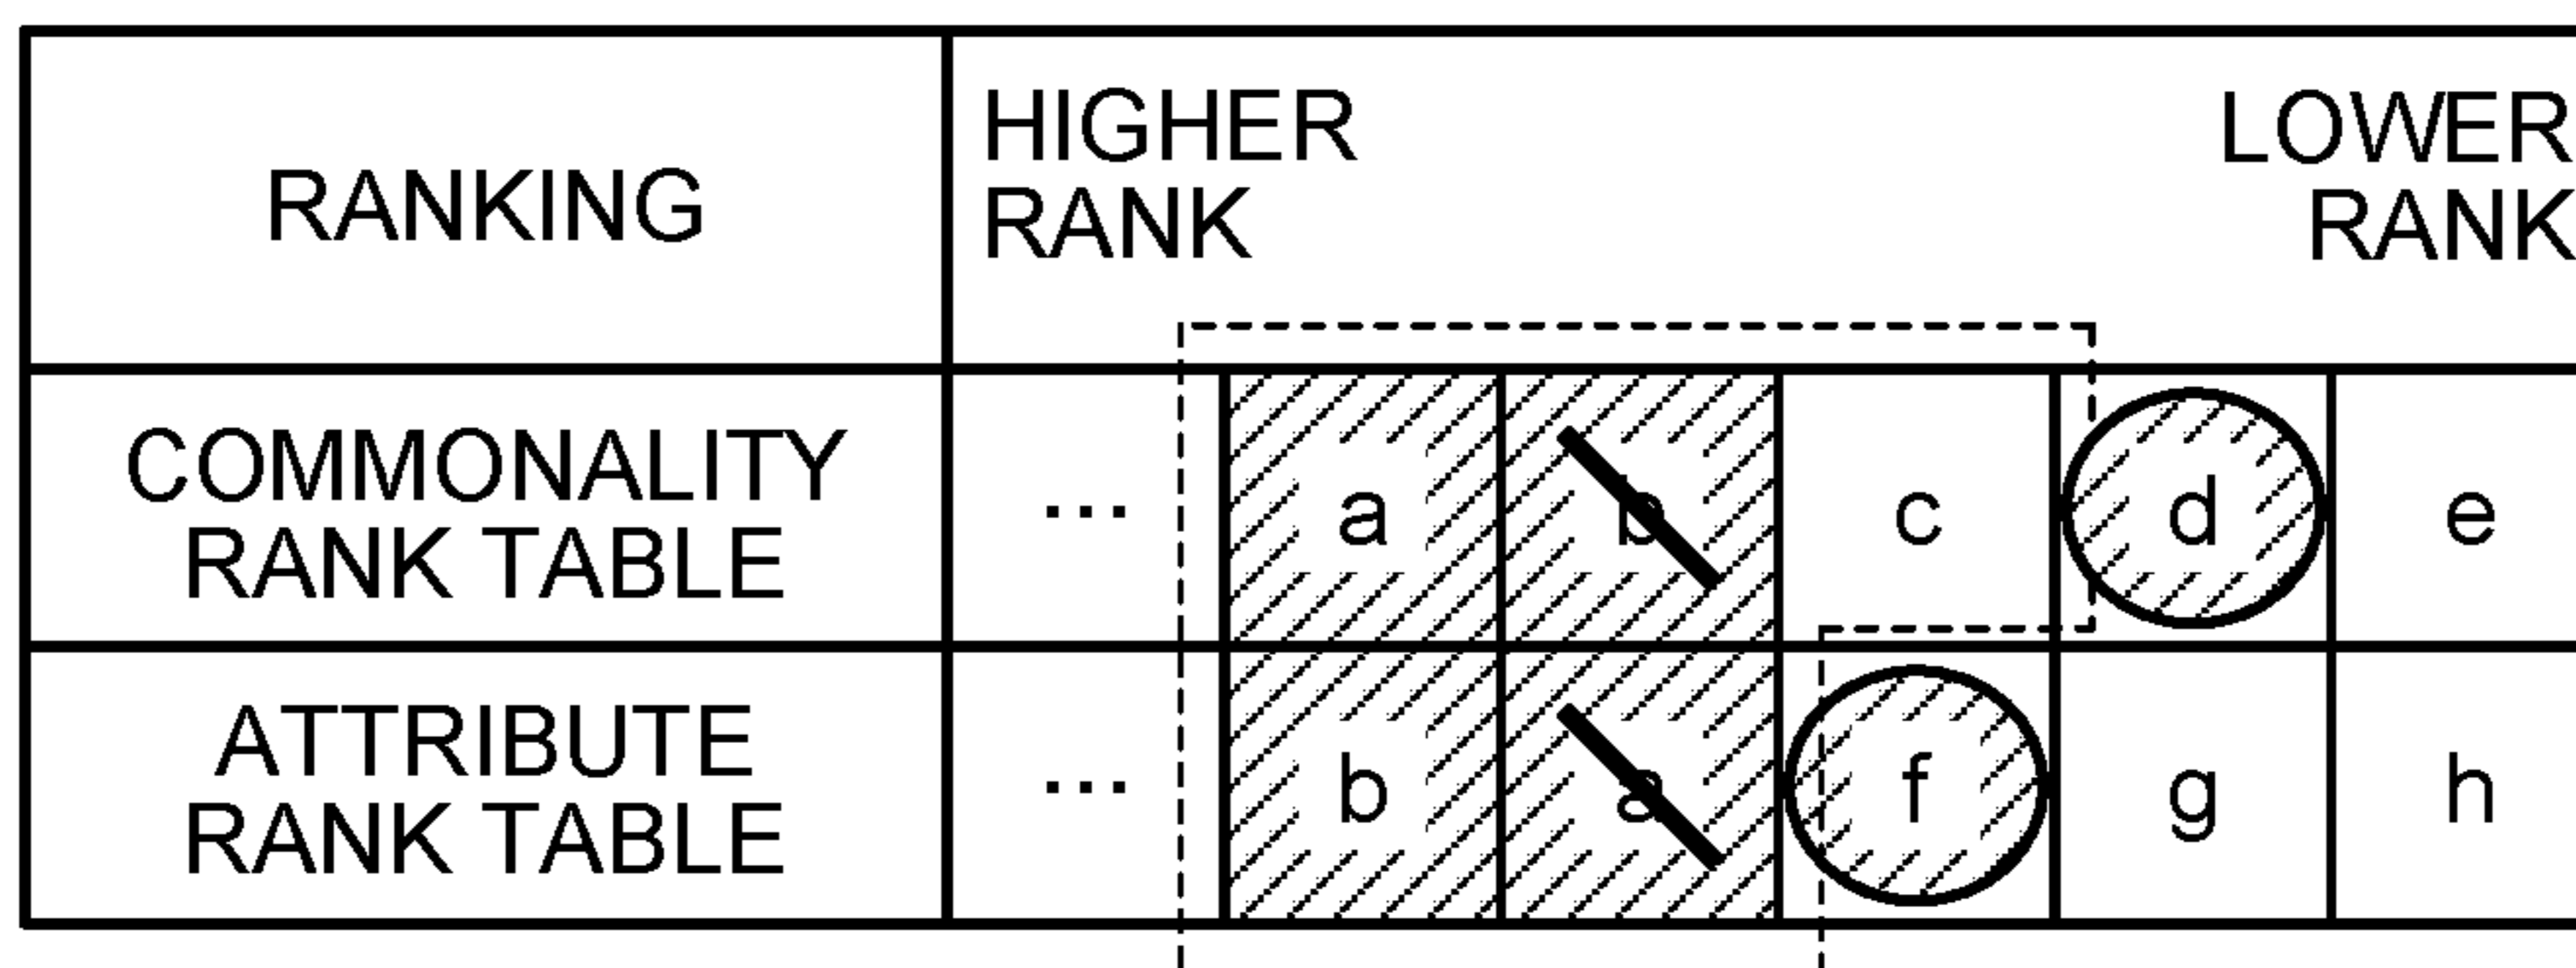 RANKING
HIGHER
RANK
LOWER
RANK
COMMONALITY
RANK TABLE
... a b c d e
ATTRIBUTE
RANK TABLE
... b a f g h